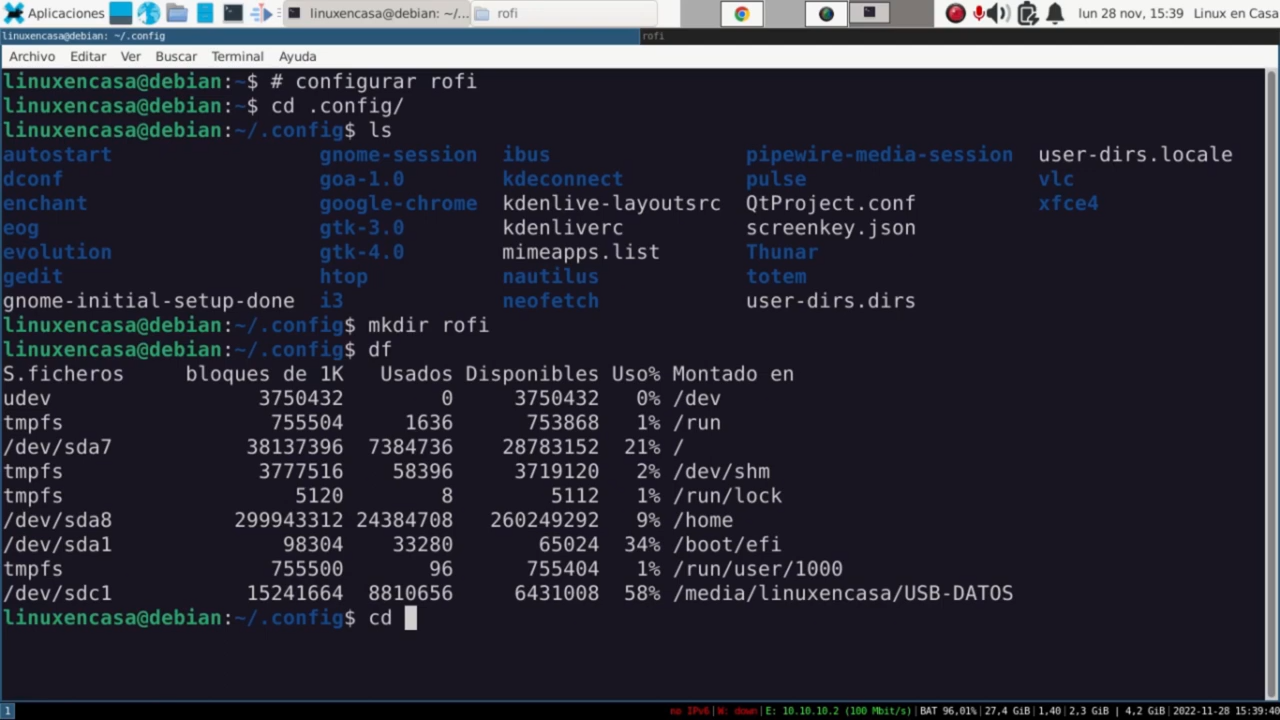 Aplicaciones linuxencasa@debian: ~/... rofi lun 28 nov, 15:39 Linux en Casa
linuxencasa@debian: ~/.config rofi
Archivo Editar Ver Buscar Terminal Ayuda
linuxencasa@debian:~$ # configurar rofi
linuxencasa@debian:~$ cd .config/
linuxencasa@debian:~/.config$ ls
autostart gnome-session ibus pipewire-media-session user-dirs.locale
dconf goa-1.0 kdeconnect pulse vlc
enchant google-chrome kdenlive-layoutsrc QtProject.conf xfce4
eog gtk-3.0 kdenliverc screenkey.json
evolution gtk-4.0 mimeapps.list Thunar
gedit htop nautilus totem
gnome-initial-setup-done i3 neofetch user-dirs.dirs
linuxencasa@debian:~/.config$ mkdir rofi
linuxencasa@debian:~/.config$ df
S.ficheros bloques de 1K Usados Disponibles Uso% Montado en
udev 3750432 0 3750432 0% /dev
tmpfs 755504 1636 753868 1% /run
/dev/sda7 38137396 7384736 28783152 21% /
tmpfs 3777516 58396 3719120 2% /dev/shm
tmpfs 5120 8 5112 1% /run/lock
/dev/sda8 299943312 24384708 260249292 9% /home
/dev/sda1 98304 33280 65024 34% /boot/efi
tmpfs 755500 96 755404 1% /run/user/1000
/dev/sdc1 15241664 8810656 6431008 58% /media/linuxencasa/USB-DATOS
linuxencasa@debian:~/.config$ cd
1 no IPv6|W: down|E: 10.10.10.2 (100 Mbit/s)|BAT 96,01%|27,4 GiB|1,40|2,3 GiB | 4,2 GiB|2022-11-28 15:39:40